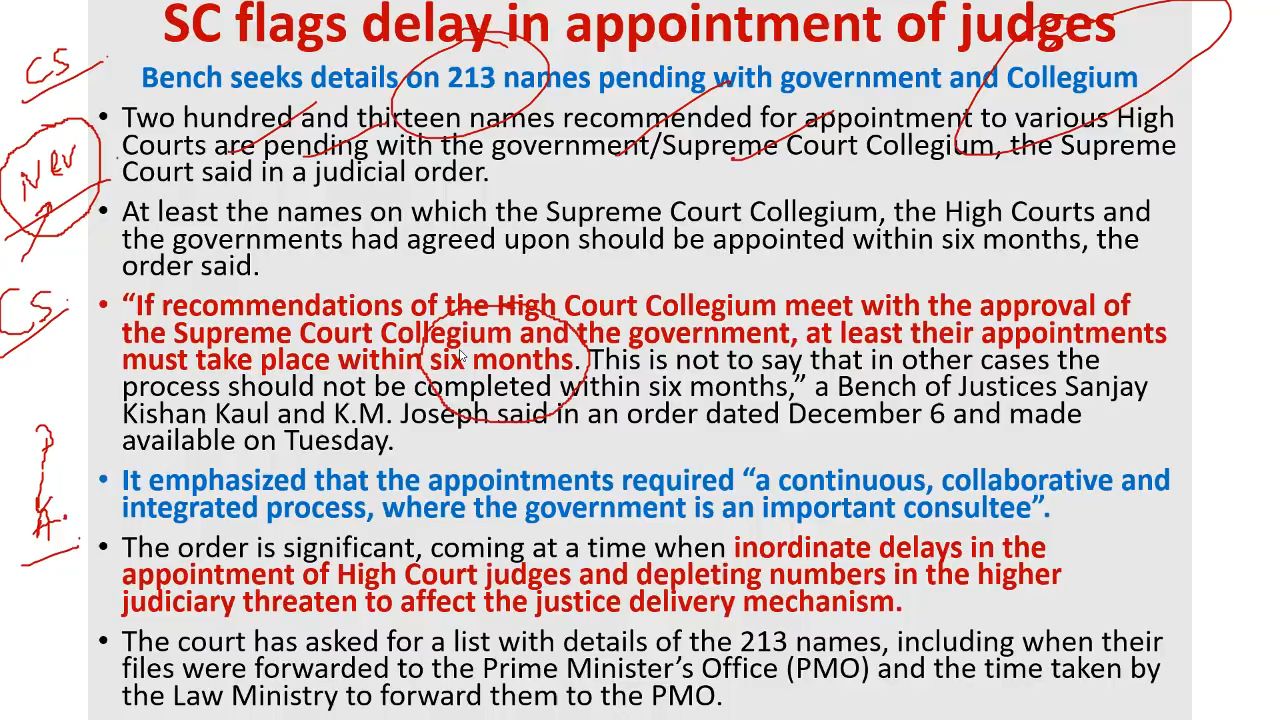 SC flags delay in appointment of judges
Bench seeks details on 213 names pending with government and Collegium
• Two hundred and thirteen names recommended for appointment to various High
Courts are pending with the government/Supreme Court Collegium, the Supreme
Court said in a judicial order.
• At least the names on which the Supreme Court Collegium, the High Courts and
the governments had agreed upon should be appointed within six months, the
order said.
• “If recommendations of the High Court Collegium meet with the approval of
the Supreme Court Collegium and the government, at least their appointments
must take place within six months. This is not to say that in other cases the
process should not be completed within six months,” a Bench of Justices Sanjay
Kishan Kaul and K.M. Joseph said in an order dated December 6 and made
available on Tuesday.
• It emphasized that the appointments required “a continuous, collaborative and
integrated process, where the government is an important consultee”.
• The order is significant, coming at a time when inordinate delays in the
appointment of High Court judges and depleting numbers in the higher
judiciary threaten to affect the justice delivery mechanism.
• The court has asked for a list with details of the 213 names, including when their
files were forwarded to the Prime Minister’s Office (PMO) and the time taken by
the Law Ministry to forward them to the PMO.
CS
CS